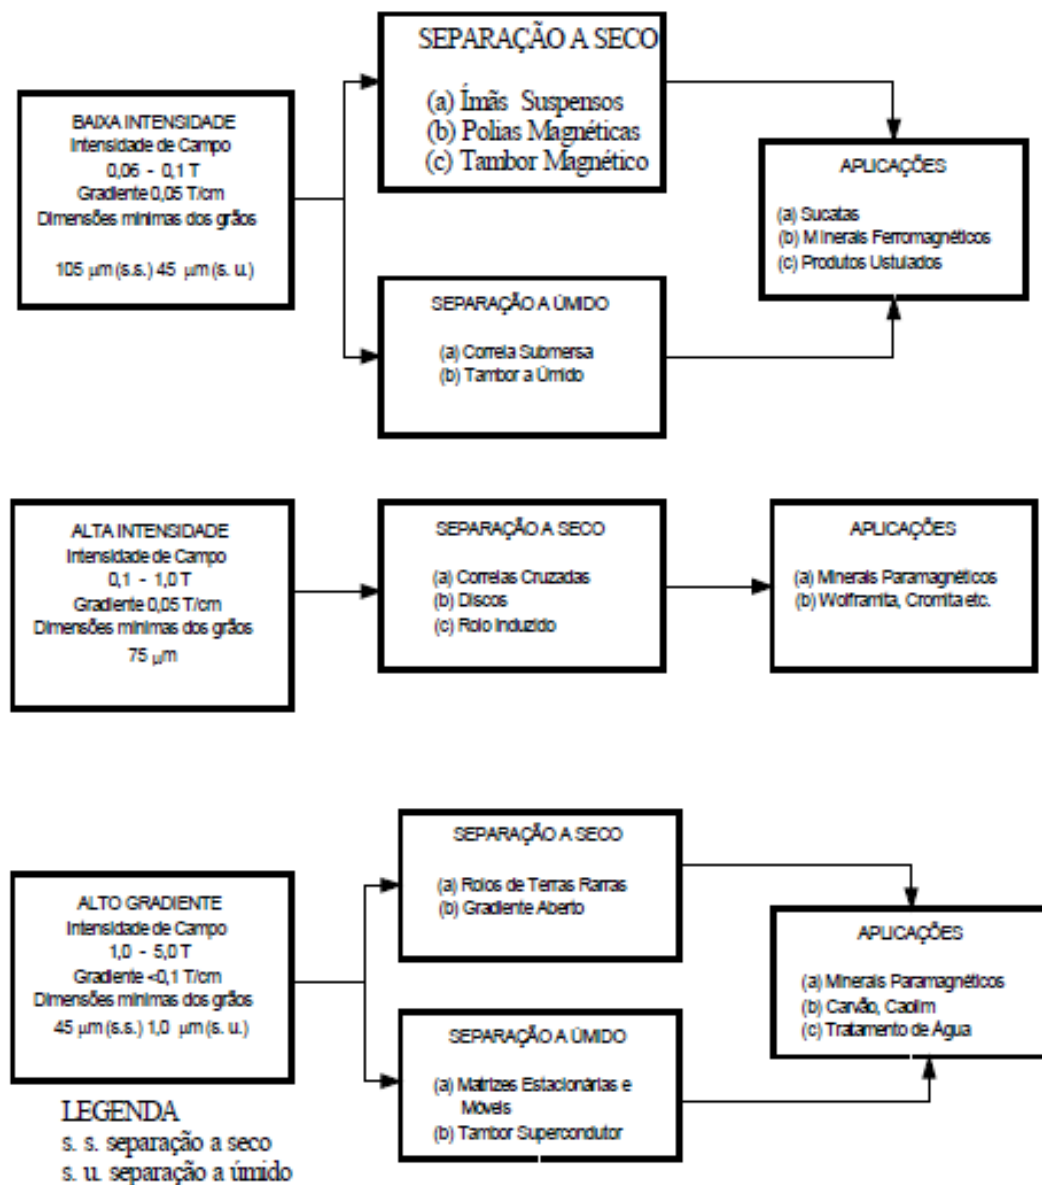 SEPARAÇÃO A SECO
(a) Ímãs Suspensos
(b) Polias Magnéticas
(c) Tambor Magnético
BAIXA INTENSIDADE
Intensidade de Campo
0,06 - 0,1 T
Gradiente 0,05 T/cm
Dimensões mínimas dos grãos
105 µm (s.s.) 45 µm (s. u.)
APLICAÇÕES
(a) Sucatas
(b) Minerais Ferromagnéticos
(c) Produtos Ustulados
SEPARAÇÃO A ÚMIDO
(a) Correia Submersa
(b) Tambor a Úmido
ALTA INTENSIDADE
Intensidade de Campo
0,1 - 1,0 T
Gradiente 0,05 T/cm
Dimensões mínimas dos grãos
75 µm
SEPARAÇÃO A SECO
(a) Correias Cruzadas
(b) Discos
(c) Rolo Induzido
APLICAÇÕES
(a) Minerais Paramagnéticos
(b) Wolframita, Cromita etc.
SEPARAÇÃO A SECO
(a) Rolos de Terras Rarras
(b) Gradiente Aberto
ALTO GRADIENTE
Intensidade de Campo
1,0 - 5,0 T
Gradiente <0,1 T/cm
Dimensões mínimas dos grãos
45 µm (s.s.) 1,0 µm (s. u.)
APLICAÇÕES
(a) Minerais Paramagnéticos
(b) Carvão, Caolim
(c) Tratamento de Água
SEPARAÇÃO A ÚMIDO
(a) Matrizes Estacionárias e
Móveis
(b) Tambor Supercondutor
LEGENDA
s. s. separação a seco
s. u. separação a úmido